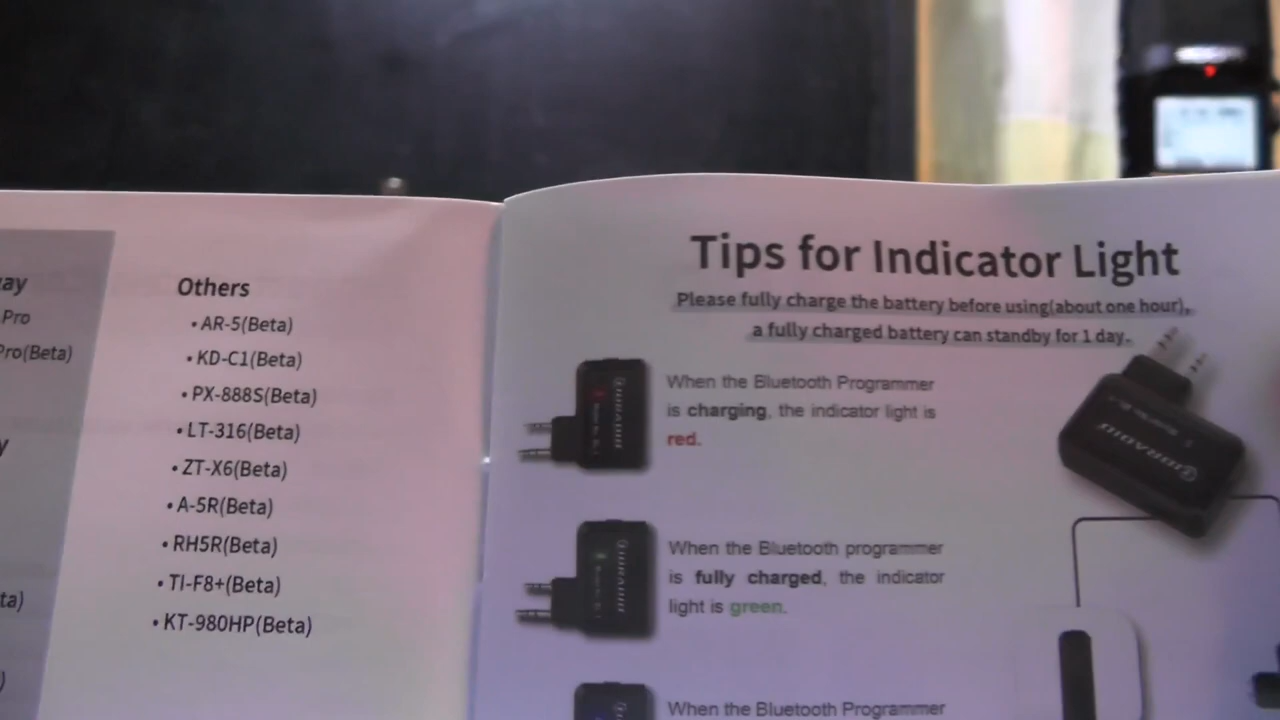 Pro
Pro(Beta)
Others
• AR-5(Beta)
• KD-C1(Beta)
• PX-888S(Beta)
• LT-316(Beta)
• ZT-X6(Beta)
• A-5R(Beta)
• RH5R(Beta)
• TI-F8+(Beta)
• KT-980HP(Beta)
Tips for Indicator Light
Please fully charge the battery before using(about one hour),
a fully charged battery can standby for 1 day.
When the Bluetooth Programmer
is charging, the indicator light is
red.
When the Bluetooth programmer
is fully charged, the indicator
light is green.
When the Bluetooth Programmer